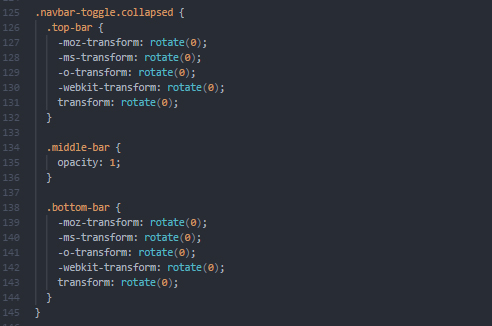 125 .navbar-toggle.collapsed {
126 .top-bar {
127 -moz-transform: rotate(0);
128 -ms-transform: rotate(0);
129 -o-transform: rotate(0);
130 -webkit-transform: rotate(0);
131 transform: rotate(0);
132 }
133
134 .middle-bar {
135 opacity: 1;
136 }
137
138 .bottom-bar {
139 -moz-transform: rotate(0);
140 -ms-transform: rotate(0);
141 -o-transform: rotate(0);
142 -webkit-transform: rotate(0);
143 transform: rotate(0);
144 }
145 }